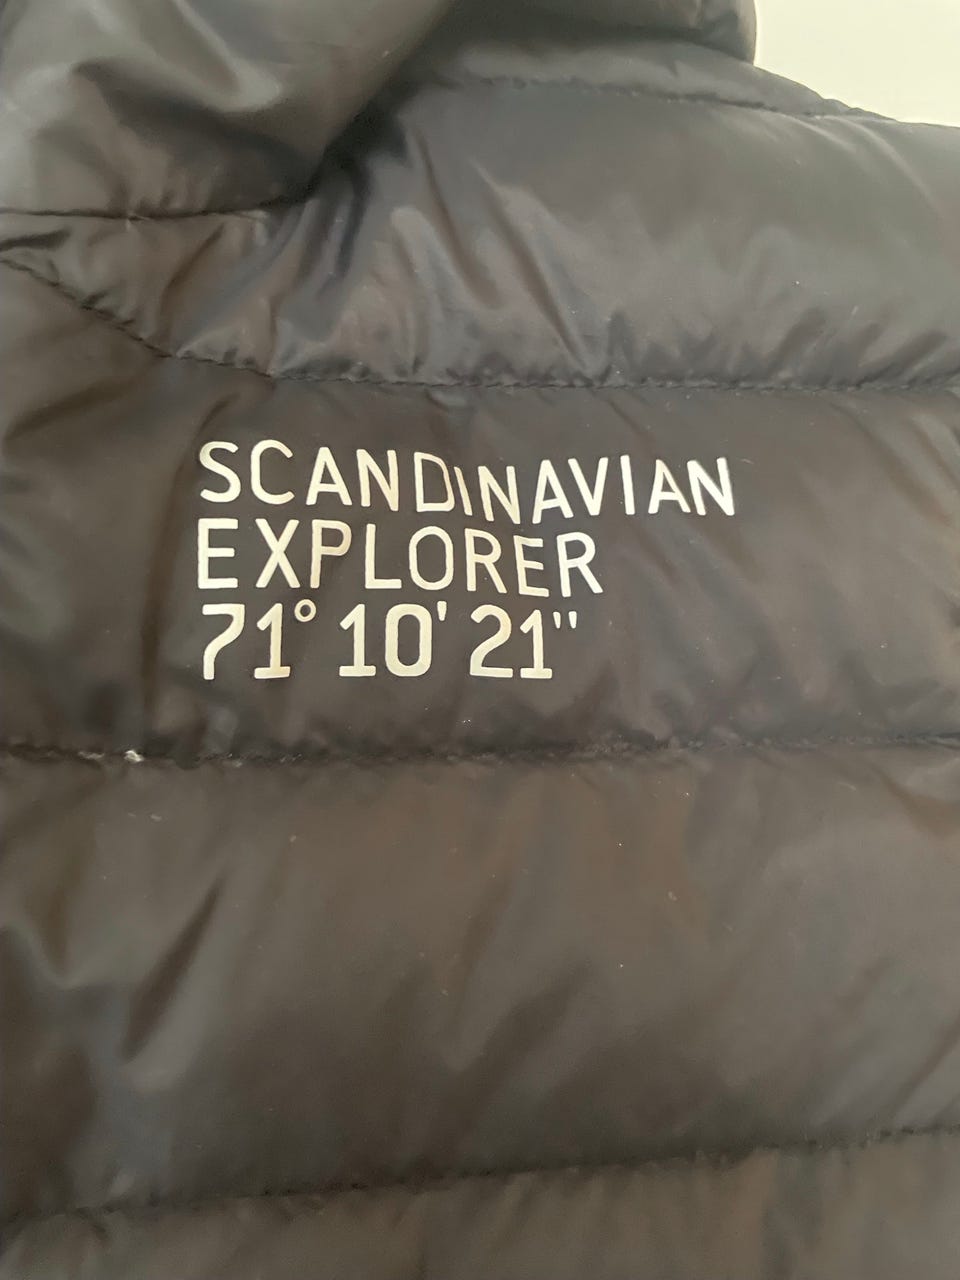 SCANDINAVIAN
EXPLORER
71° 10' 21"